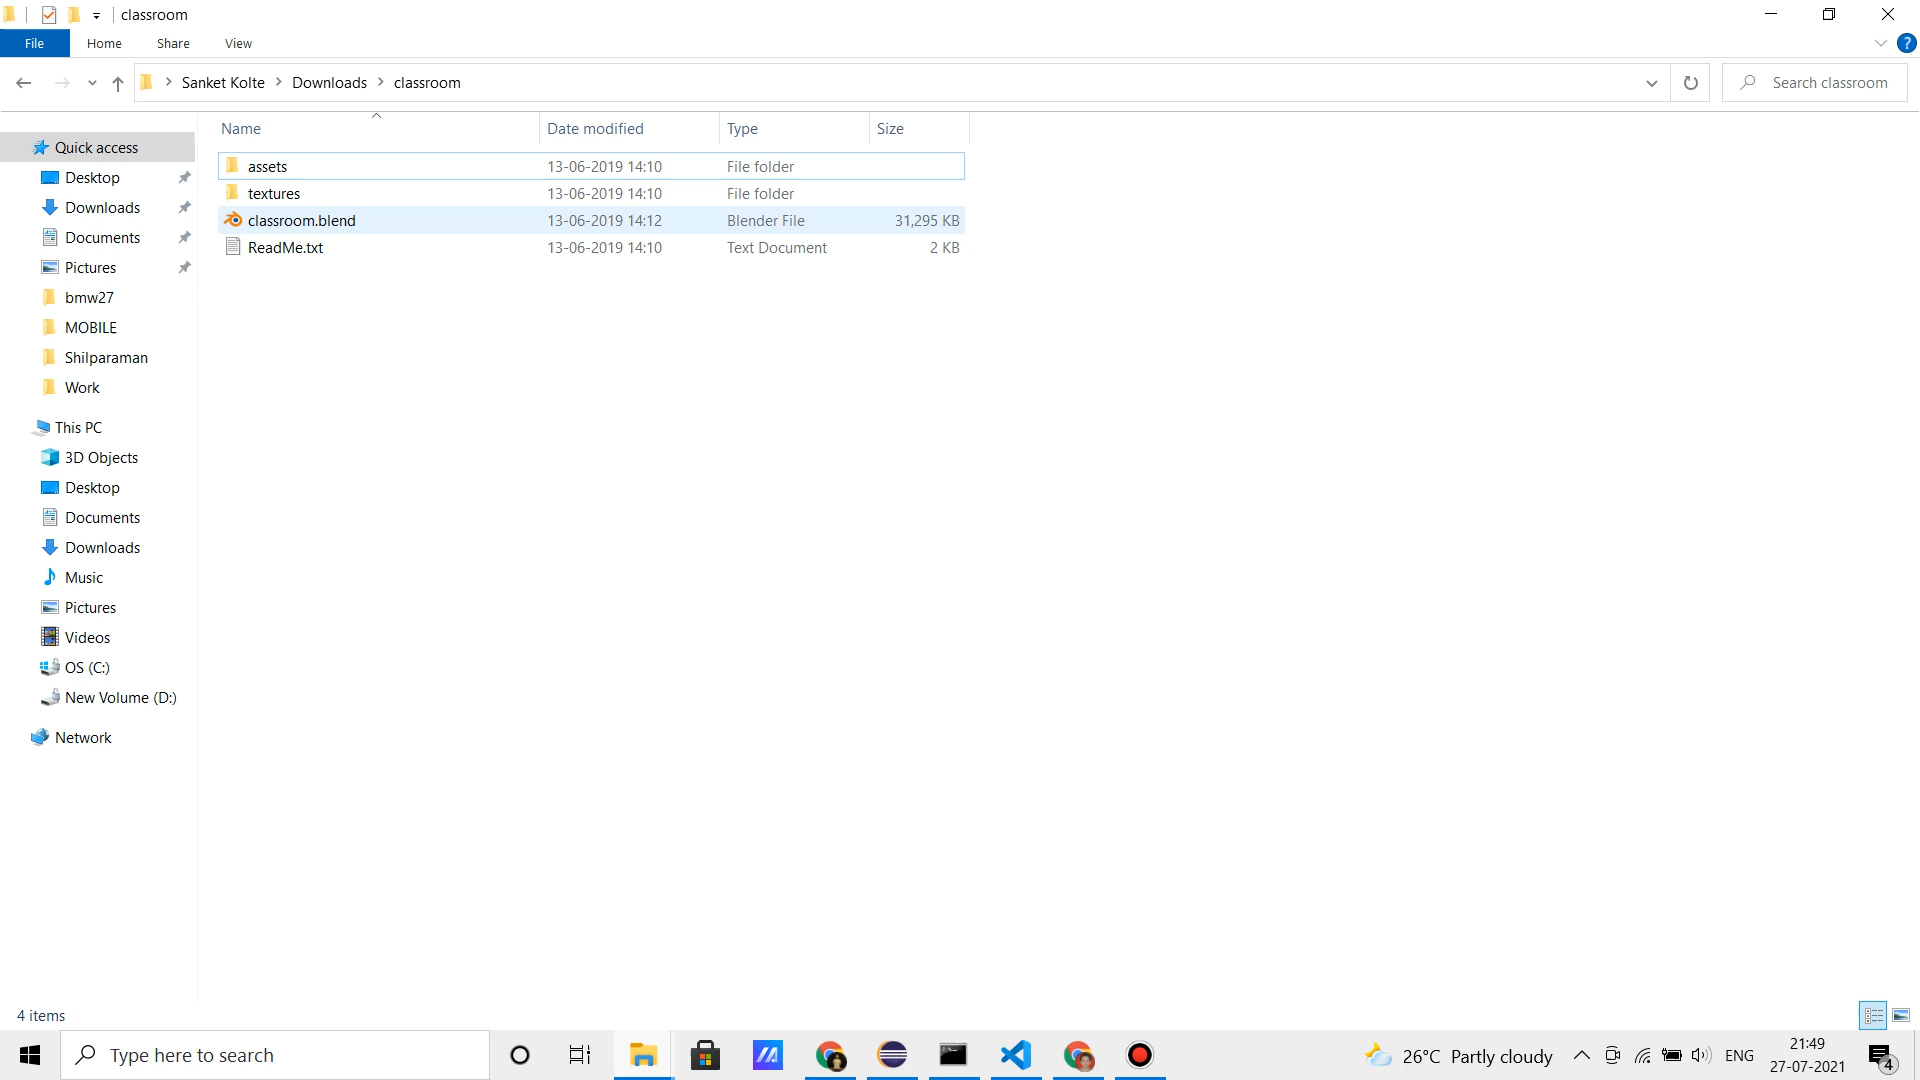 classroom
File Home Share View
Sanket Kolte Downloads classroom Search classroom
Name Date modified Type Size
Quick access
Desktop
Downloads
Documents
Pictures
bmw27
MOBILE
Shilparaman
Work
This PC
3D Objects
Desktop
Documents
Downloads
Music
Pictures
Videos
OS (C:)
New Volume (D:)
Network
assets 13-06-2019 14:10 File folder
textures 13-06-2019 14:10 File folder
classroom.blend 13-06-2019 14:12 Blender File 31,295 KB
ReadMe.txt 13-06-2019 14:10 Text Document 2 KB
4 items
Type here to search
26°C Partly cloudy ENG
21:49
27-07-2021
4